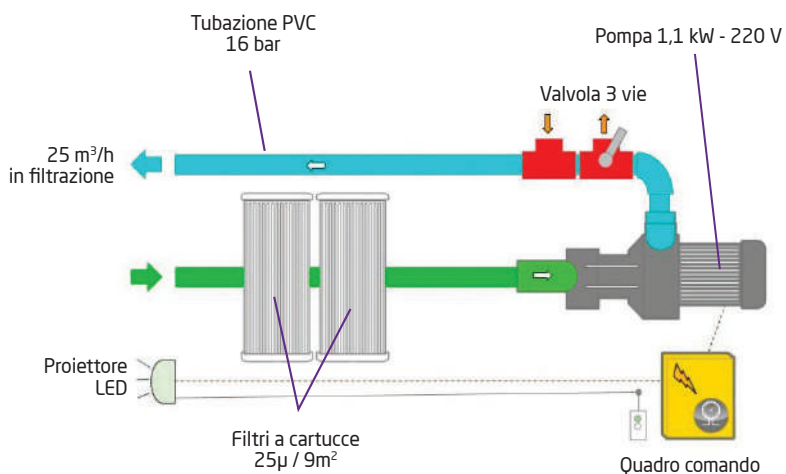 Tubazione PVC
16 bar
Pompa 1,1 kW - 220 V
Valvola 3 vie
25 m³/h
in filtrazione
Proiettore
LED
Filtri a cartucce
25µ / 9m²
Quadro comando